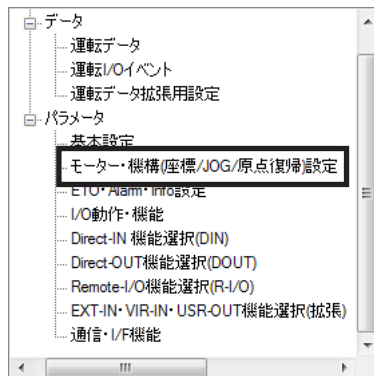 データ
運転データ
運転I/Oイベント
運転データ拡張用設定
パラメータ
基本設定
モーター・機構(座標/JOG/原点復帰)設定
ETO・Alarm・Info設定
I/O動作・機能
Direct-IN 機能選択(DIN)
Direct-OUT機能選択(DOUT)
Remote-I/O機能選択(R-I/O)
EXT-IN・VIR-IN・USR-OUT機能選択(拡張)
通信・I/F機能